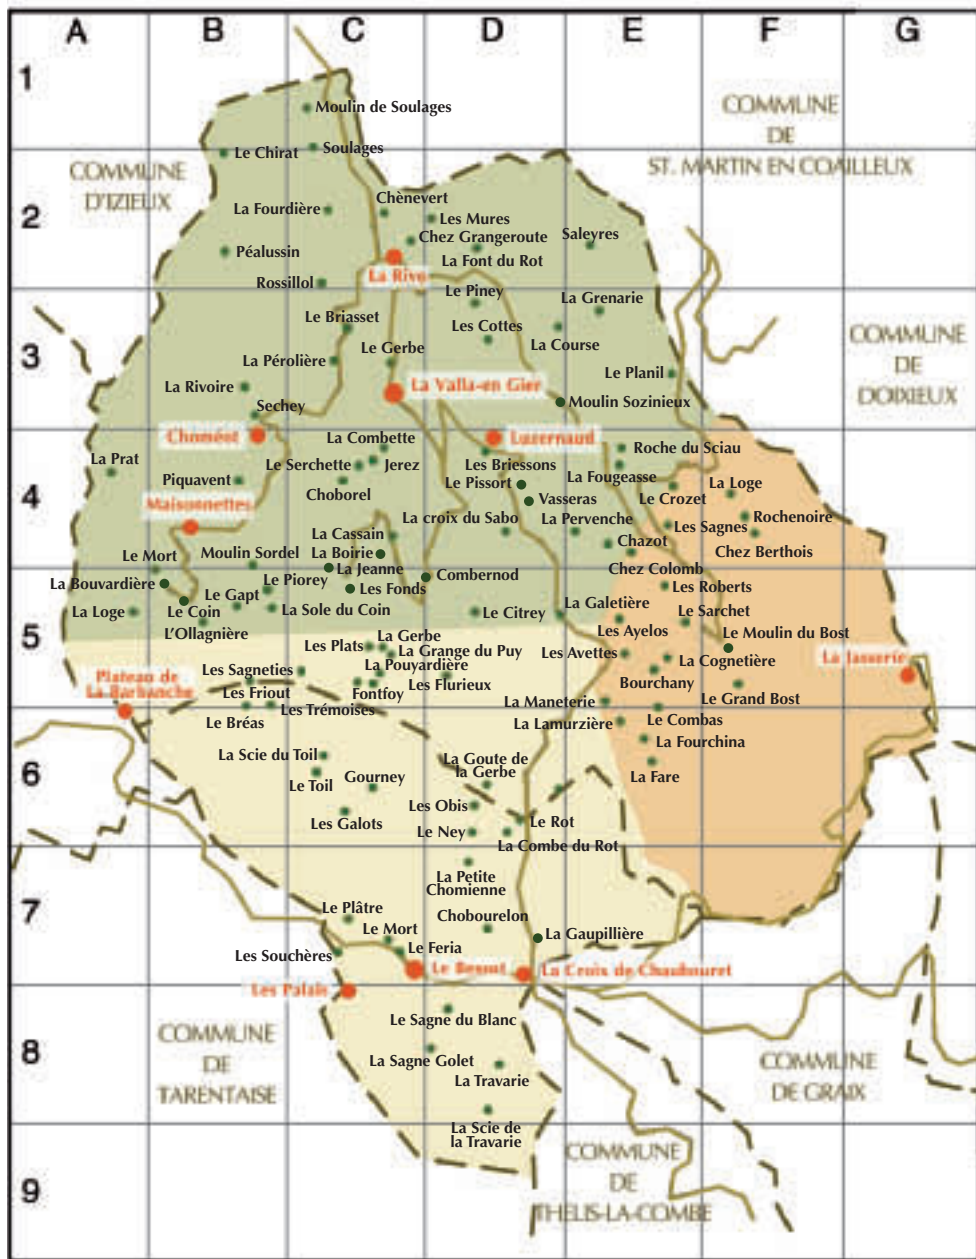 A B C D E F G
1
Moulin de Soulages
COMMUNE
DE
ST. MARTIN EN COAILLEUX
Le Chirat
Soulages
COMMUNE
D'IZIEUX
2
La Fourdière
Chènevert
Les Mures
Chez Grangeroute
Saleyres
Péalussin
La Font du Rot
La Rive
Rossillol
Le Piney
La Grenarie
3
Le Briasset
Les Cottes
La Course
COMMUNE
DE
DOIXIEUX
La Pérolière
Le Gerbe
Le Planil
La Rivoire
La Valla-en Gier
Sechey
Moulin Sozinieux
Choméot
La Combette
Luzernaud
Roche du Sciau
4
La Prat
Le Serchette
Jerez
Les Briessons
La Fougeasse
Piquavent
Choborel
Le Pissort
Le Crozet
La Loge
Maisonnettes
Vasseras
La croix du Sabo
La Pervenche
Les Sagnes
Rochenoire
La Cassain
Chazot
Chez Berthois
Le Mort
Moulin Sordel
La Boirie
La Jeanne
Chez Colomb
La Bouvardière
Le Piorey
Les Fonds
Combernod
Les Roberts
5
La Loge
Le Coin
Le Gapt
La Sole du Coin
Le Citrey
La Galetière
Le Sarchet
L'Ollagnière
Les Ayelos
Le Moulin du Bost
Les Plats
La Gerbe
La Grange du Puy
Les Avettes
La Cognetière
La Jasserie
Les Sagneties
La Pouyardière
Bourchany
Plateau de
La Barbanche
Les Friout
Fontfoy
Les Flurieux
La Maneterie
Le Grand Bost
Le Bréas
Les Trémoises
La Lamurzière
Le Combas
La Fourchina
6
La Scie du Toil
La Goute de
la Gerbe
Le Toil
Gourney
La Fare
Les Galots
Les Obis
Le Ney
Le Rot
La Combe du Rot
7
La Petite
Chomienne
Le Plâtre
Chobourelon
Le Mort
La Gaupillière
Les Souchères
Le Feria
Le Bessat
La Croix de Chaubouret
Les Palais
8
COMMUNE
DE
TARENTAISE
Le Sagne du Blanc
La Sagne Golet
La Travarie
COMMUNE
DE GRAIX
La Scie de
la Travarie
9
COMMUNE
DE
THELIS-LA-COMBE